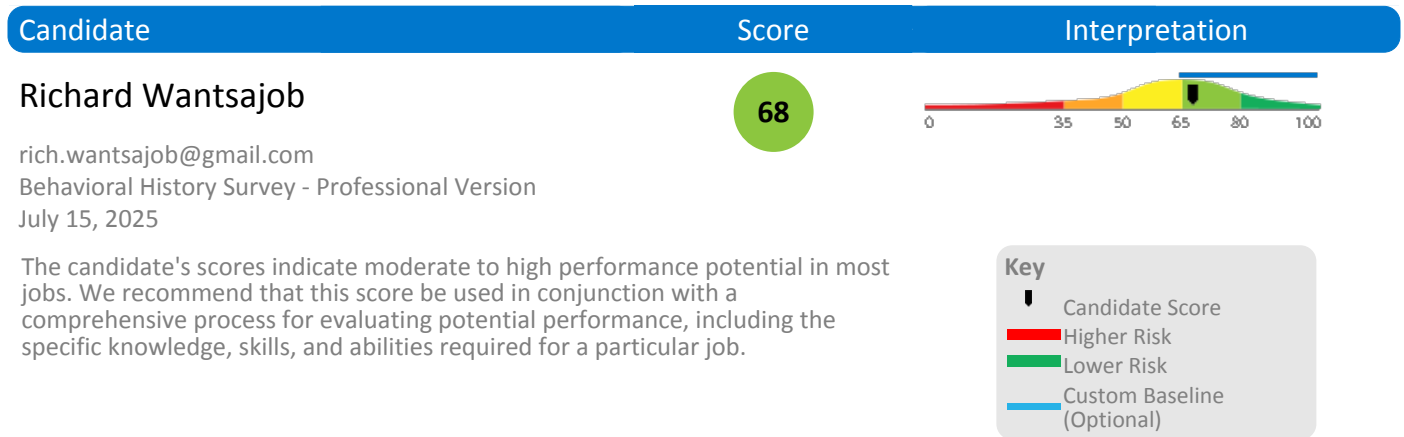 Candidate Score Interpretation
Richard Wantsajob
68
0 35 50 65 80 100
rich.wantsajob@gmail.com
Behavioral History Survey - Professional Version
July 15, 2025
The candidate's scores indicate moderate to high performance potential in most
jobs. We recommend that this score be used in conjunction with a
comprehensive process for evaluating potential performance, including the
specific knowledge, skills, and abilities required for a particular job.
Key
Candidate Score
Higher Risk
Lower Risk
Custom Baseline
(Optional)